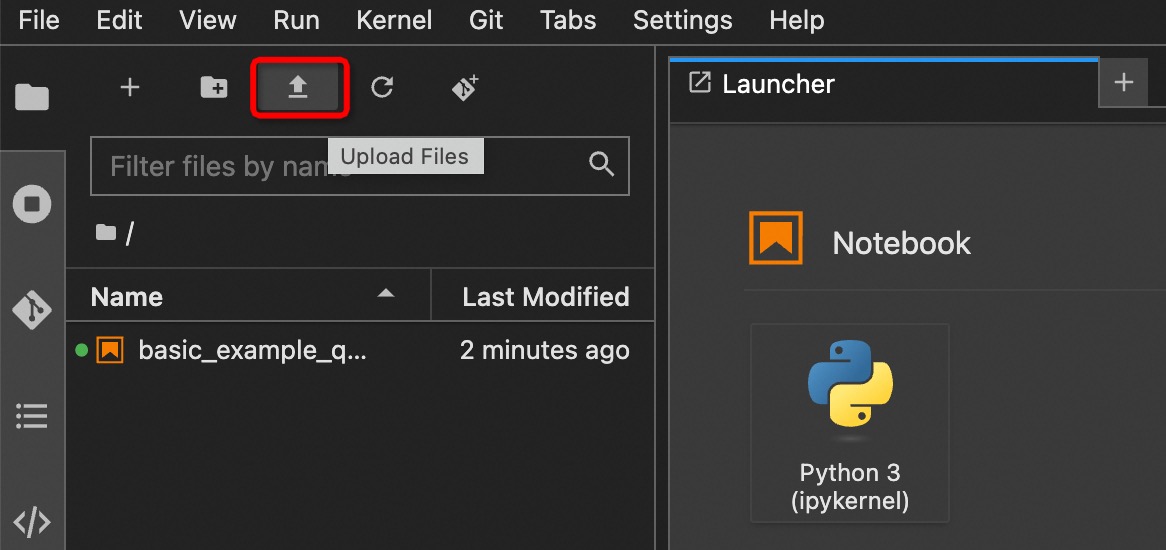 File Edit View Run Kernel Git Tabs Settings Help
Launcher
Filter files by name
Upload Files
/
Notebook
Name Last Modified
basic_example_q... 2 minutes ago
Python 3
(ipykernel)